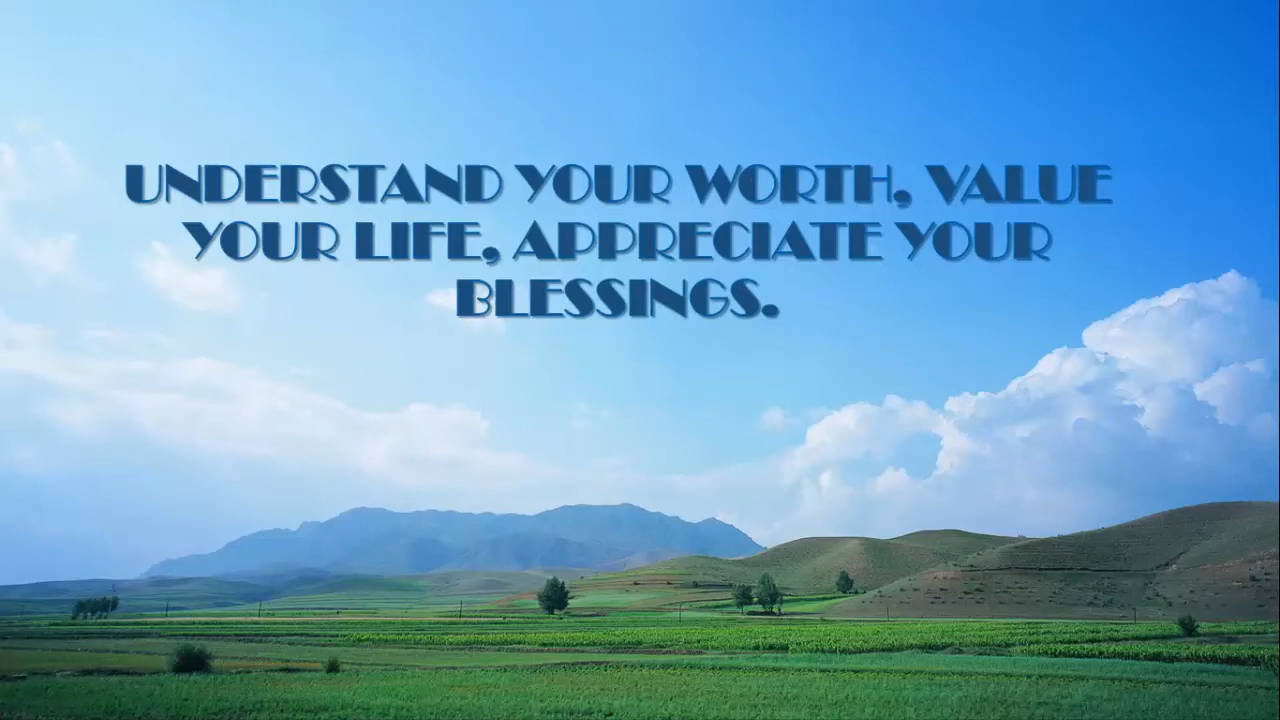 UNDERSTAND YOUR WORTH, VALUE
YOUR LIFE, APPRECIATE YOUR
BLESSINGS.